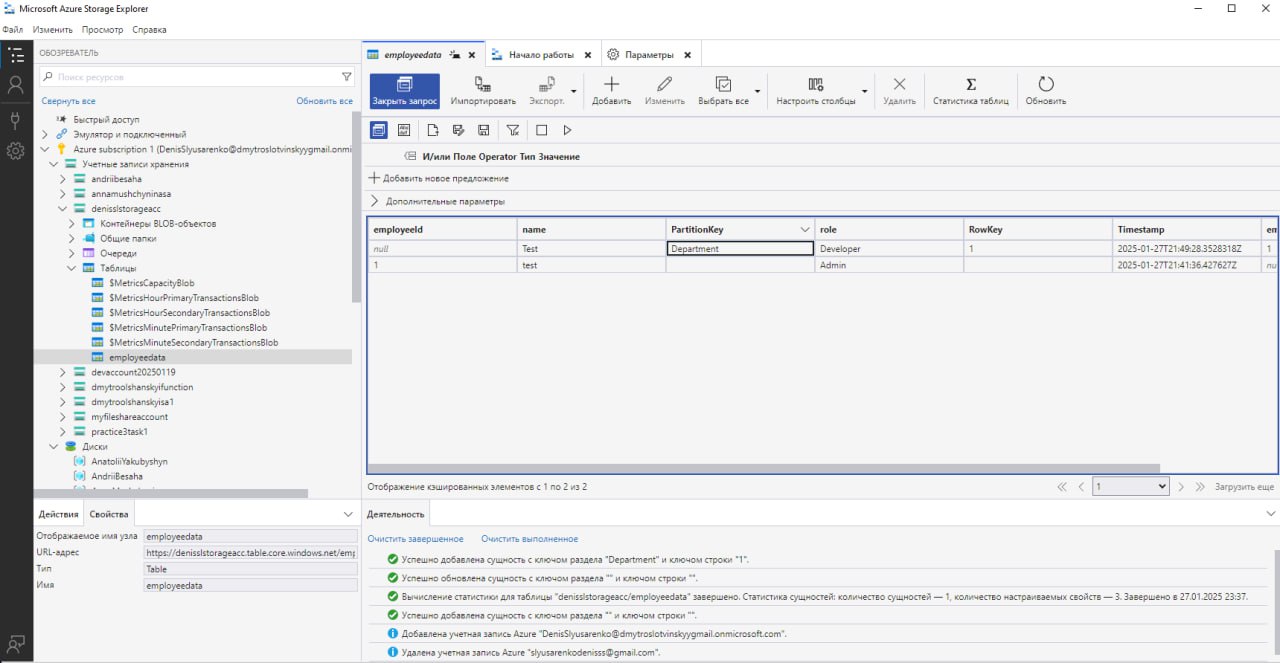 Microsoft Azure Storage Explorer
Файл Изменить Просмотр Справка
ОБОЗРЕВАТЕЛЬ
Поиск ресурсов
Свернуть все Обновить все
Быстрый доступ
Эмулятор и подключенный
Azure subscription 1 (DenisSlyusarenko@dmytroslotvinskyygmail.onmi
Учетные записи хранения
andriibesaha
annamushchyninasa
denisslstorageacc
Контейнеры BLOB-объектов
Общие папки
Очереди
Таблицы
$MetricsCapacityBlob
$MetricsHourPrimaryTransactionsBlob
$MetricsHourSecondaryTransactionsBlob
$MetricsMinutePrimaryTransactionsBlob
$MetricsMinuteSecondaryTransactionsBlob
employeedata
devaccount20250119
dmytroolshanskyifunction
dmytroolshanskyisa1
myfileshareaccount
practice3task1
Диски
AnatoliiYakubyshyn
AndriiBesaha
Действия Свойства
Отображаемое имя узла employeedata
URL-адрес https://denisslstorageacc.table.core.windows.net/emp
Тип Table
Имя employeedata
employeedata Начало работы Параметры
Закрыть запрос Импортировать Экспорт. Добавить Изменить Выбрать все Настроить столбцы Удалить Статистика таблиц Обновить
И/или Поле Operator Тип Значение
Добавить новое предложение
Дополнительные параметры
employeeId name PartitionKey role RowKey Timestamp em
null Test Department Developer 1 2025-01-27T21:49:28.3528318Z 1
1 test Admin 2025-01-27T21:41:36.427627Z nu
Отображение кэшированных элементов с 1 по 2 из 2 1 Загрузить еще
Деятельность
Очистить завершенное Очистить выполненное
Успешно добавлена сущность с ключом раздела "Department" и ключом строки "1".
Успешно обновлена сущность с ключом раздела "" и ключом строки "".
Вычисление статистики для таблицы "denisslstorageacc/employeedata" завершено. Статистика сущностей: количество сущностей — 1, количество настраиваемых свойств — 3. Завершено в 27.01.2025 23:37.
Успешно добавлена сущность с ключом раздела "" и ключом строки "".
Добавлена учетная запись Azure "DenisSlyusarenko@dmytroslotvinskyygmail.onmicrosoft.com".
Удалена учетная запись Azure "slyusarenkodenisss@gmail.com".